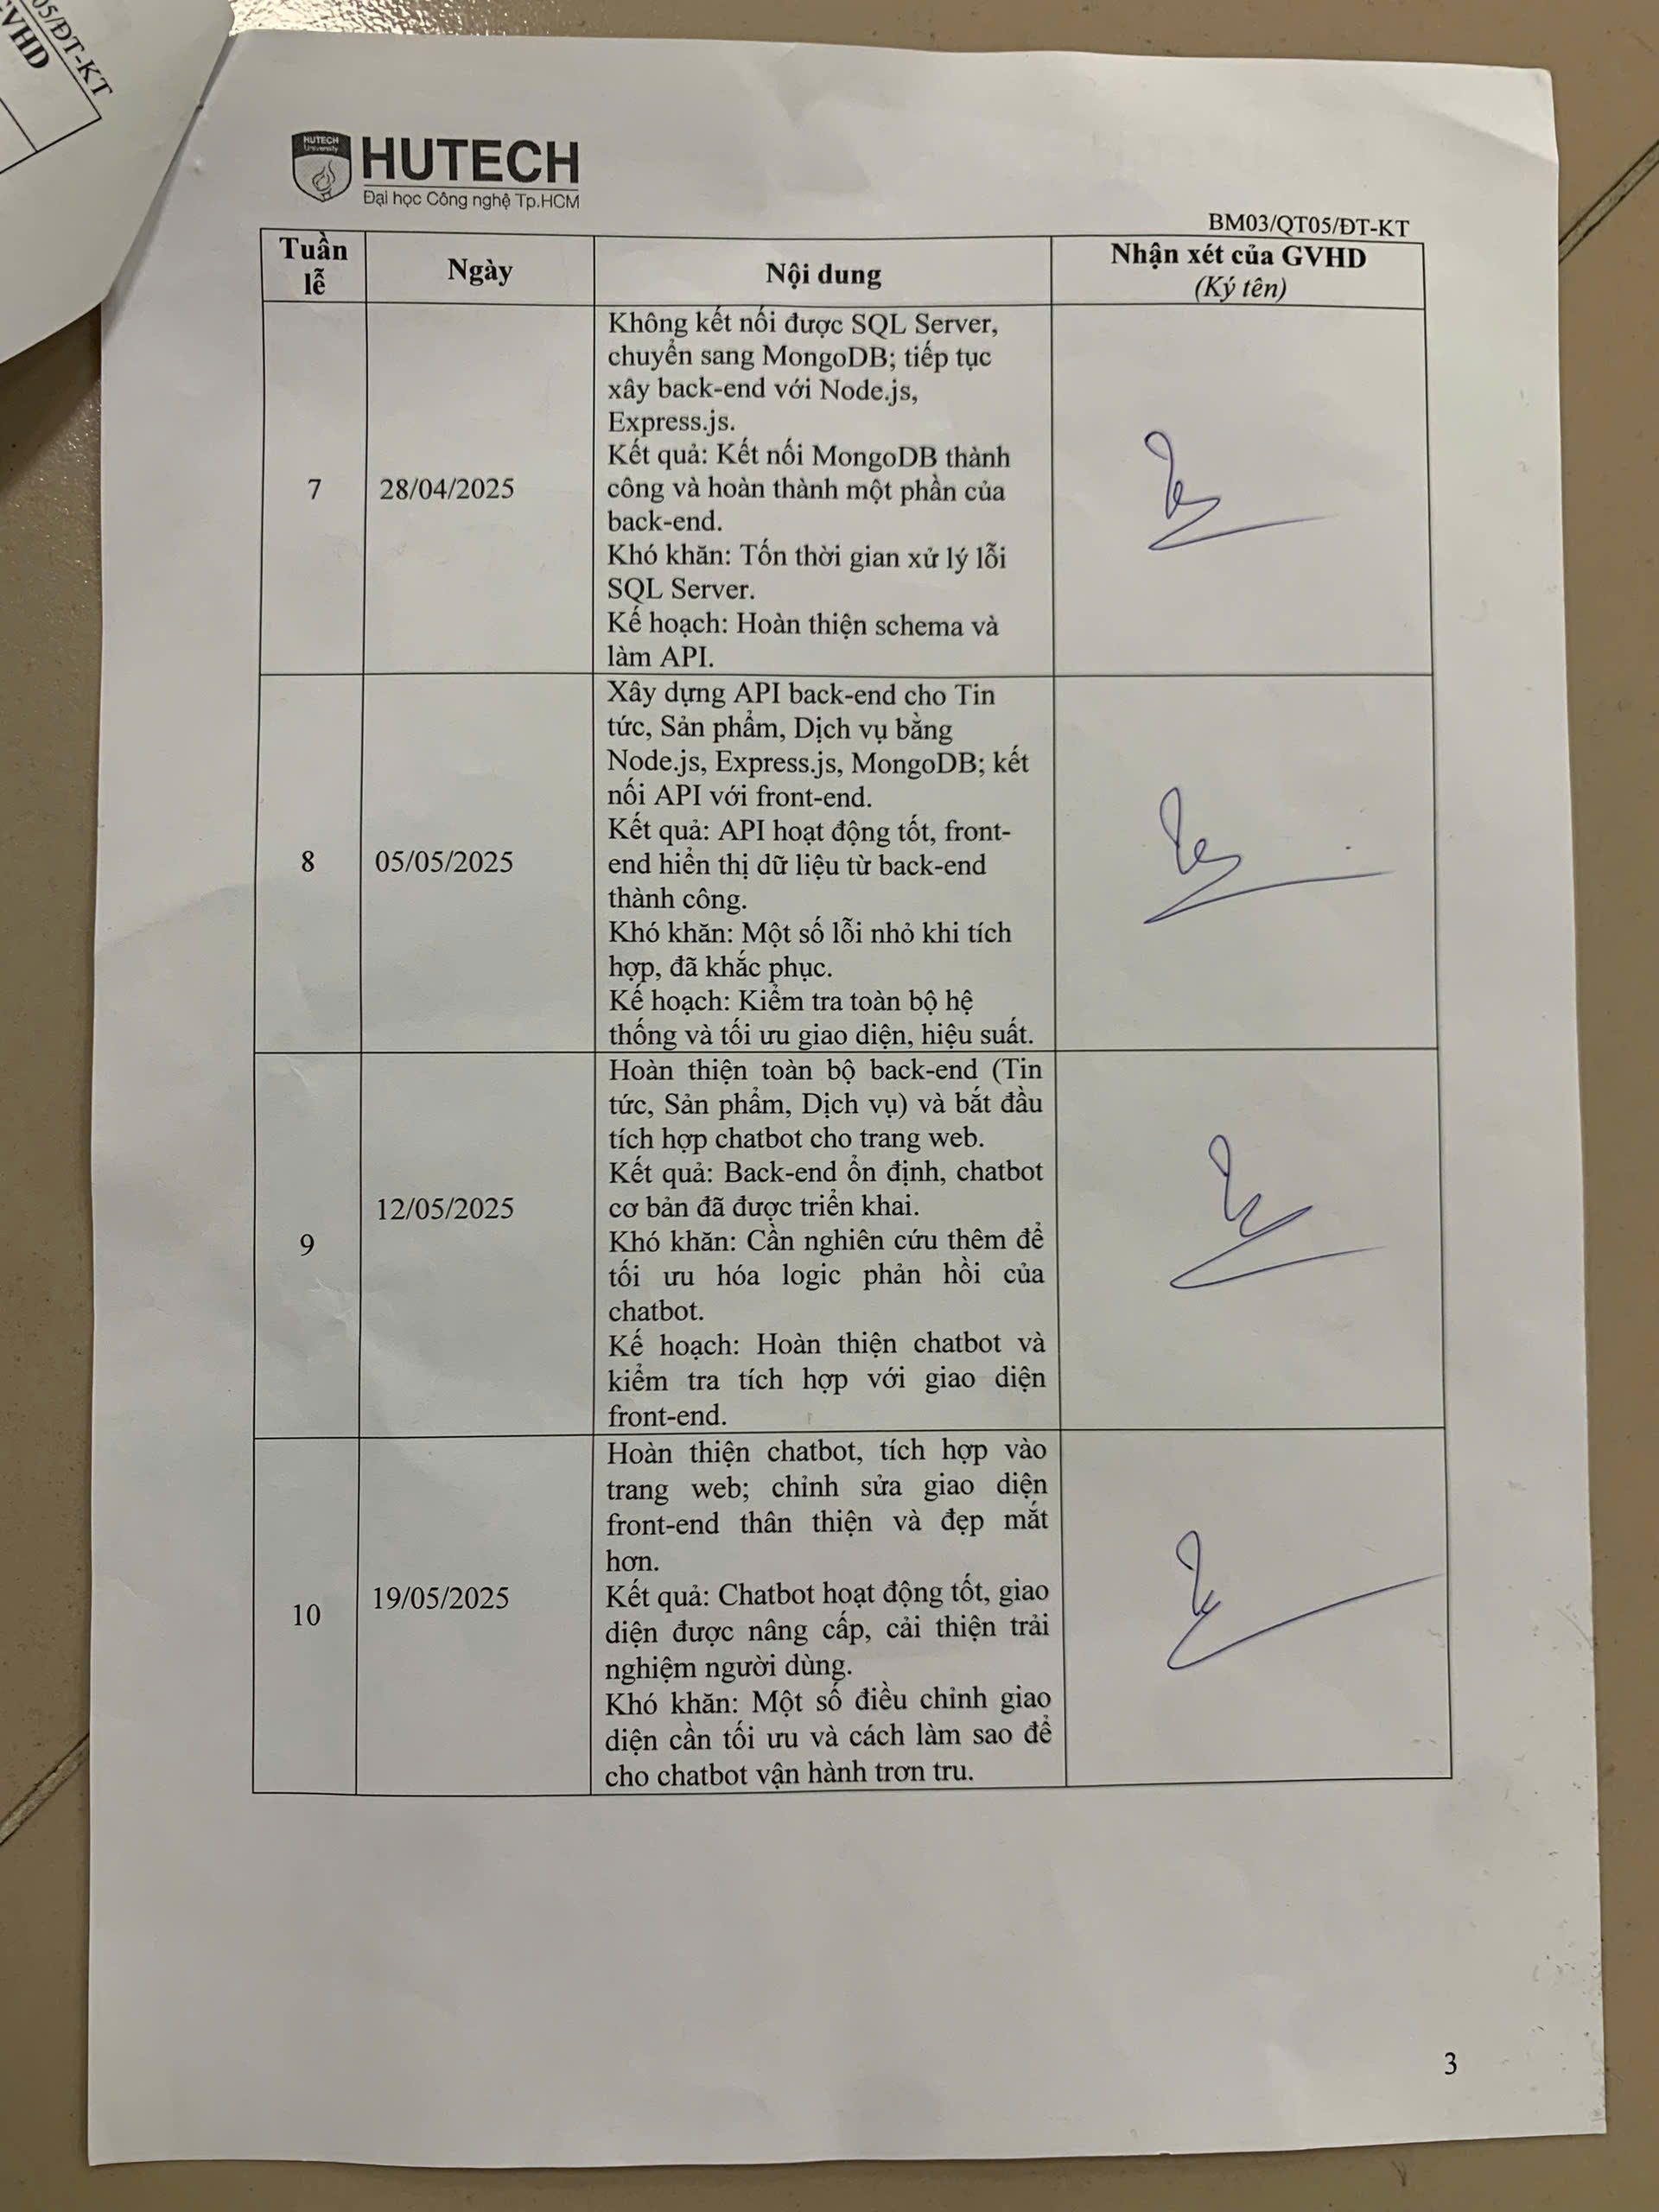 05/ĐT-KT
GVHD
HUTECH
University
HUTECH
Đại học Công nghệ Tp.HCM
BM03/QT05/ĐT-KT
Tuần
lễ
Ngày
Nội dung
Nhận xét của GVHD
(Ký tên)
7
28/04/2025
Không kết nối được SQL Server,
chuyển sang MongoDB; tiếp tục
xây back-end với Node.js,
Express.js.
Kết quả: Kết nối MongoDB thành
công và hoàn thành một phần của
back-end.
Khó khăn: Tốn thời gian xử lý lỗi
SQL Server.
Kế hoạch: Hoàn thiện schema và
làm API.
8
05/05/2025
Xây dựng API back-end cho Tin
tức, Sản phẩm, Dịch vụ bằng
Node.js, Express.js, MongoDB; kết
nối API với front-end.
Kết quả: API hoạt động tốt, front-
end hiển thị dữ liệu từ back-end
thành công.
Khó khăn: Một số lỗi nhỏ khi tích
hợp, đã khắc phục.
Kế hoạch: Kiểm tra toàn bộ hệ
thống và tối ưu giao diện, hiệu suất.
9
12/05/2025
Hoàn thiện toàn bộ back-end (Tin
tức, Sản phẩm, Dịch vụ) và bắt đầu
tích hợp chatbot cho trang web.
Kết quả: Back-end ổn định, chatbot
cơ bản đã được triển khai.
Khó khăn: Cần nghiên cứu thêm để
tối ưu hóa logic phản hồi của
chatbot.
Kế hoạch: Hoàn thiện chatbot và
kiểm tra tích hợp với giao diện
front-end.
10
19/05/2025
Hoàn thiện chatbot, tích hợp vào
trang web; chỉnh sửa giao diện
front-end thân thiện và đẹp mắt
hơn.
Kết quả: Chatbot hoạt động tốt, giao
diện được nâng cấp, cải thiện trải
nghiệm người dùng.
Khó khăn: Một số điều chỉnh giao
diện cần tối ưu và cách làm sao để
cho chatbot vận hành trơn tru.
3